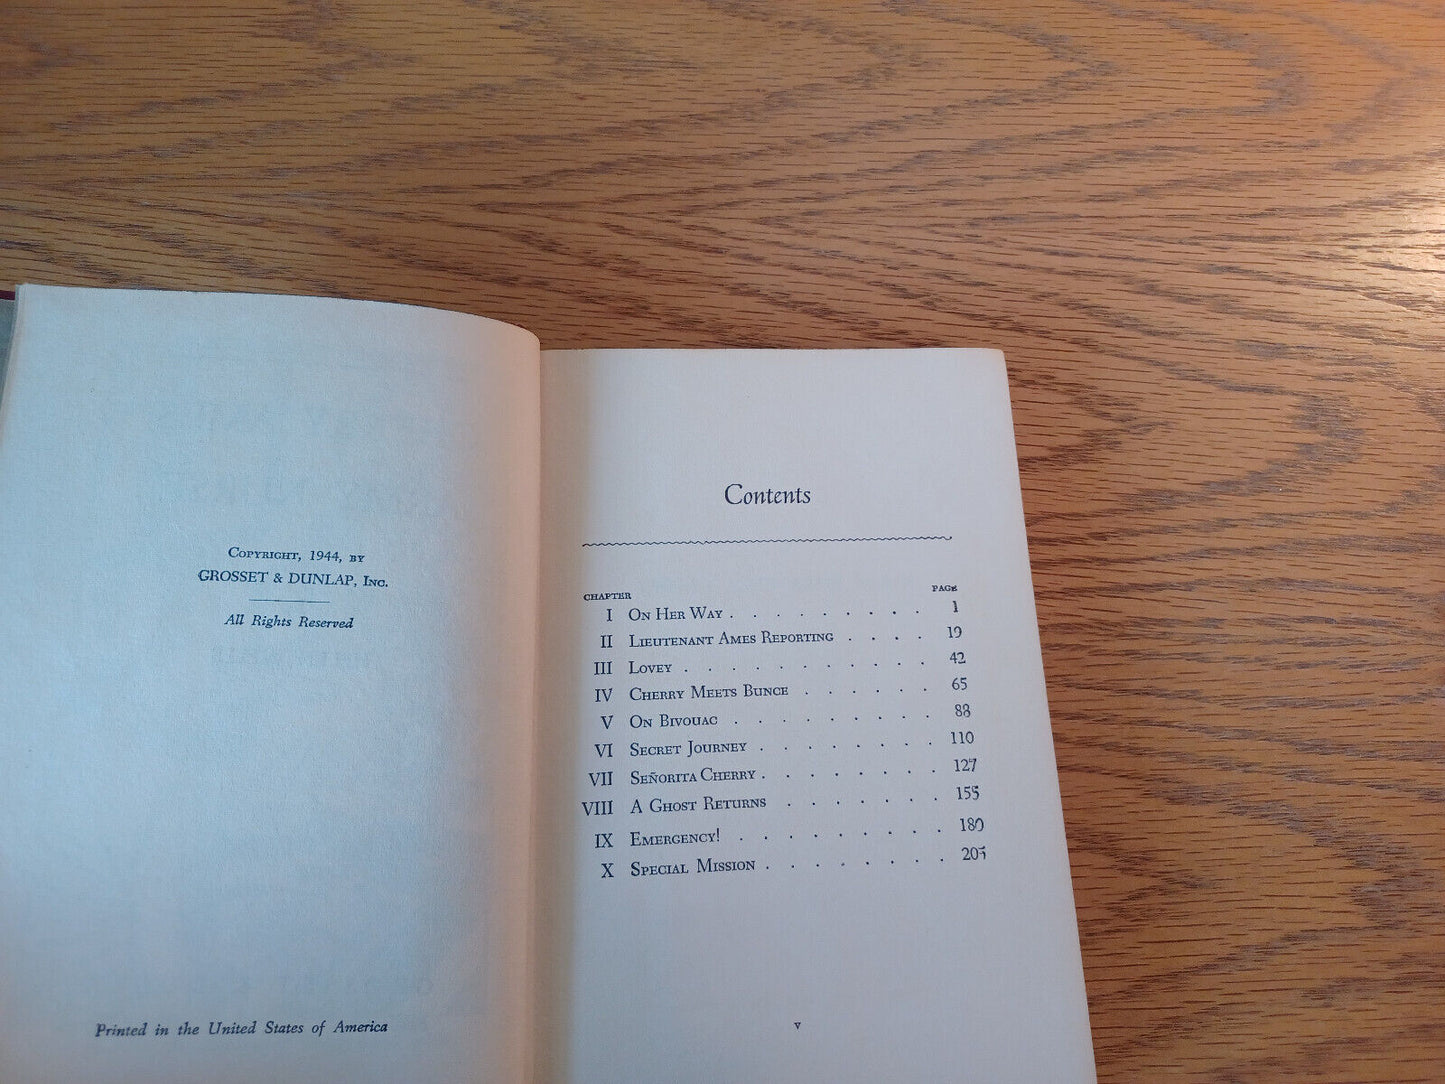 Copyright, 1944, by
GROSSET & DUNLAP, Inc.
All Rights Reserved
Printed in the United States of America
Contents
CHAPTER PAGE
I On Her Way . . . . . . . . . 1
II Lieutenant Ames Reporting . . . . 19
III Lovey . . . . . . . . . . . 42
IV Cherry Meets Bunce . . . . . . 65
V On Bivouac . . . . . . . . . 88
VI Secret Journey . . . . . . . . 110
VII Señorita Cherry . . . . . . . . 127
VIII A Ghost Returns . . . . . . . 155
IX Emergency! . . . . . . . . . 180
X Special Mission . . . . . . . . 205
v